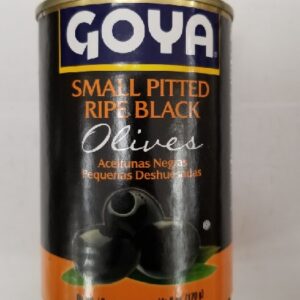 GOYA
SMALL PITTED
RIPE BLACK
Olives
Aceitunas Negras
Pequeñas Deshuesadas